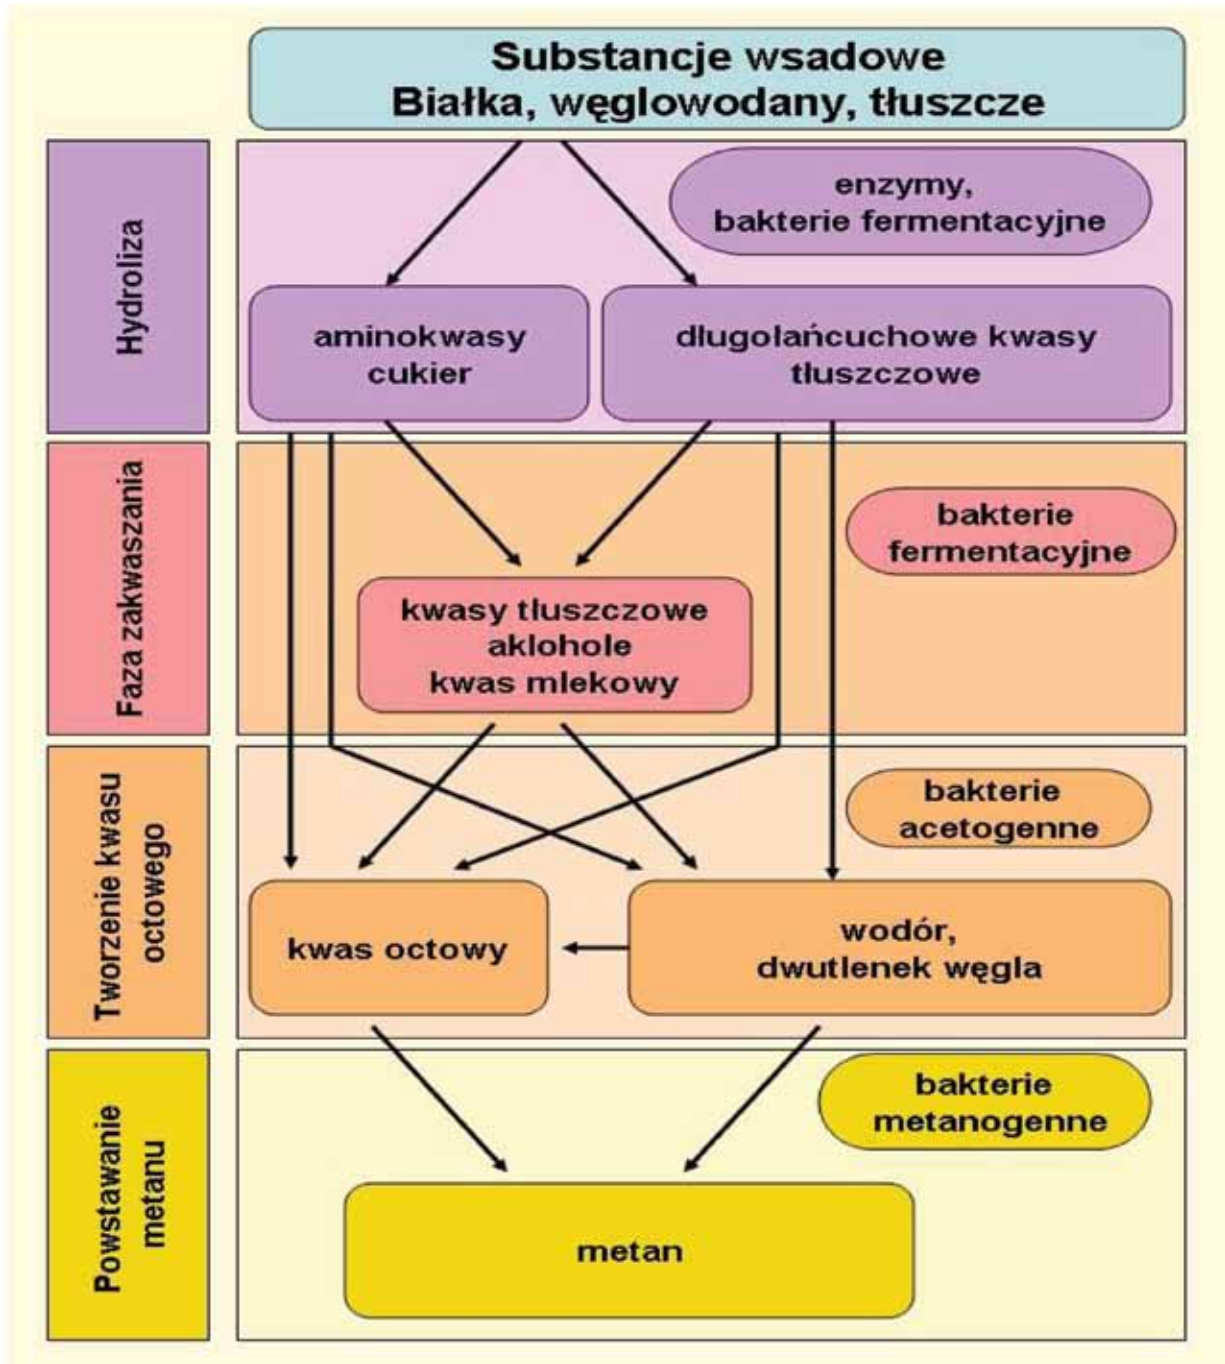 Substancje wsadowe
Białka, węglowodany, tłuszcze
Hydroliza
enzymy,
bakterie fermentacyjne
aminokwasy
cukier
długolańcuchowe kwasy
tłuszczowe
Faza zakwaszania
bakterie
fermentacyjne
kwasy tłuszczowe
aklohole
kwas mlekowy
Tworzenie kwasu
octowego
bakterie
acetogenne
kwas octowy
wodór,
dwutlenek węgla
Powstawanie
metanu
bakterie
metanogenne
metan